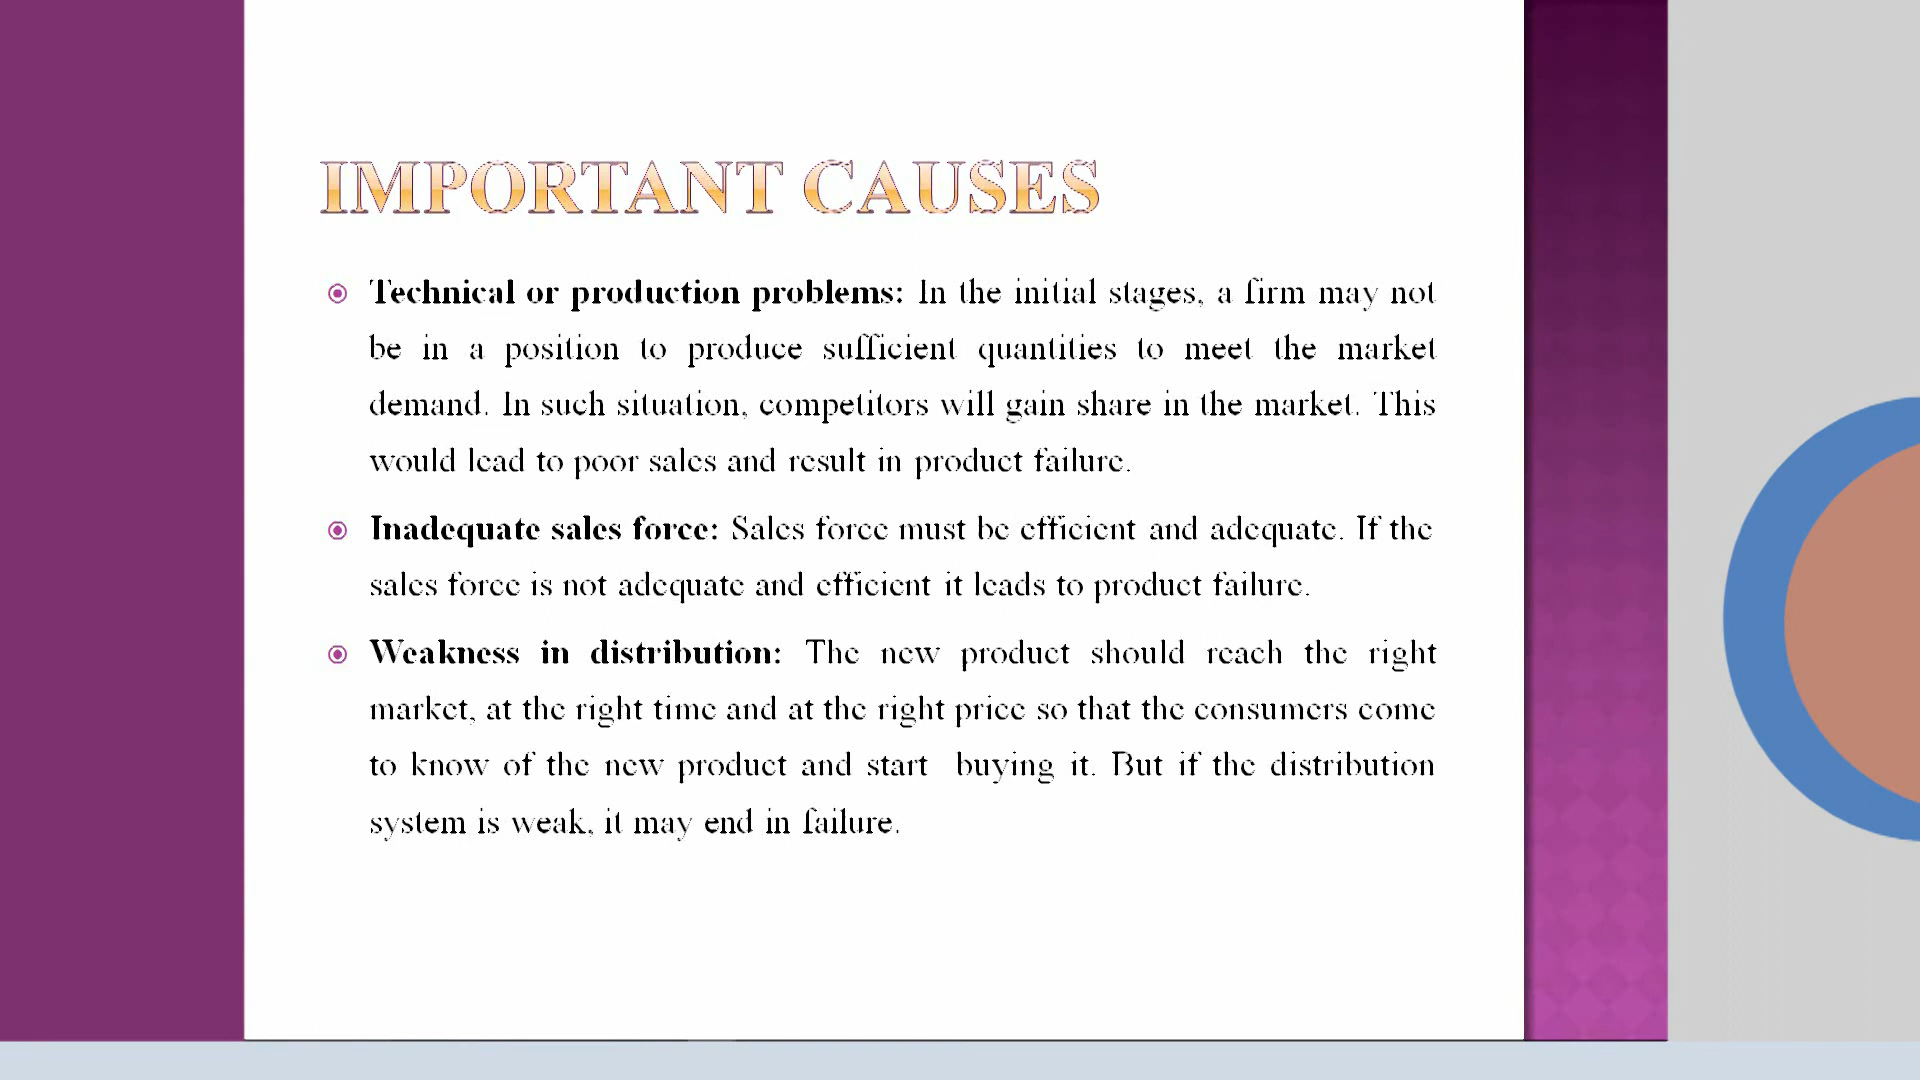 IMPORTANT CAUSES
Technical or production problems: In the initial stages, a firm may not
be in a position to produce sufficient quantities to meet the market
demand. In such situation, competitors will gain share in the market. This
would lead to poor sales and result in product failure.
Inadequate sales force: Sales force must be efficient and adequate. If the
sales force is not adequate and efficient it leads to product failure.
Weakness in distribution: The new product should reach the right
market, at the right time and at the right price so that the consumers come
to know of the new product and start buying it. But if the distribution
system is weak, it may end in failure.